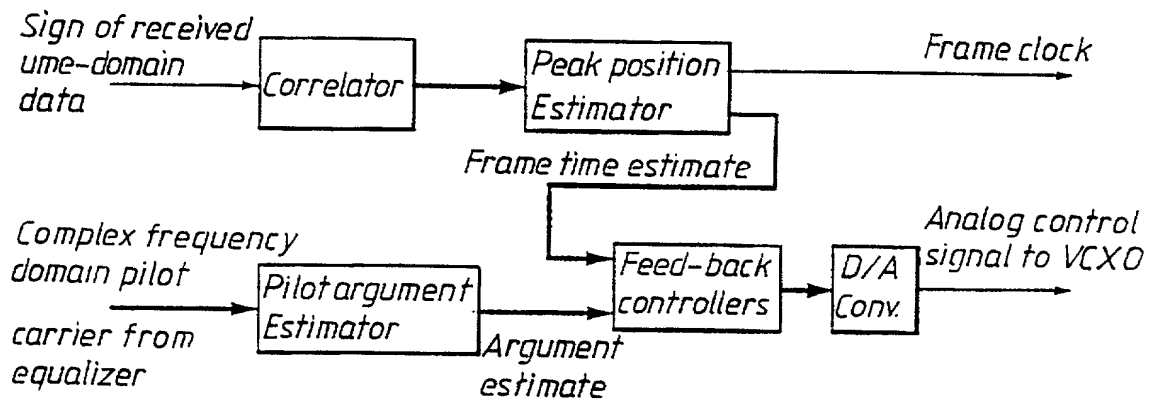 Sign of received
ume-domain
data
Correlator
Peak position
Estimator
Frame clock
Frame time estimate
Complex frequency
domain pilot
carrier from
equalizer
Pilot argument
Estimator
Argument
estimate
Feed-back
controllers
D/A
Conv.
Analog control
signal to VCXO